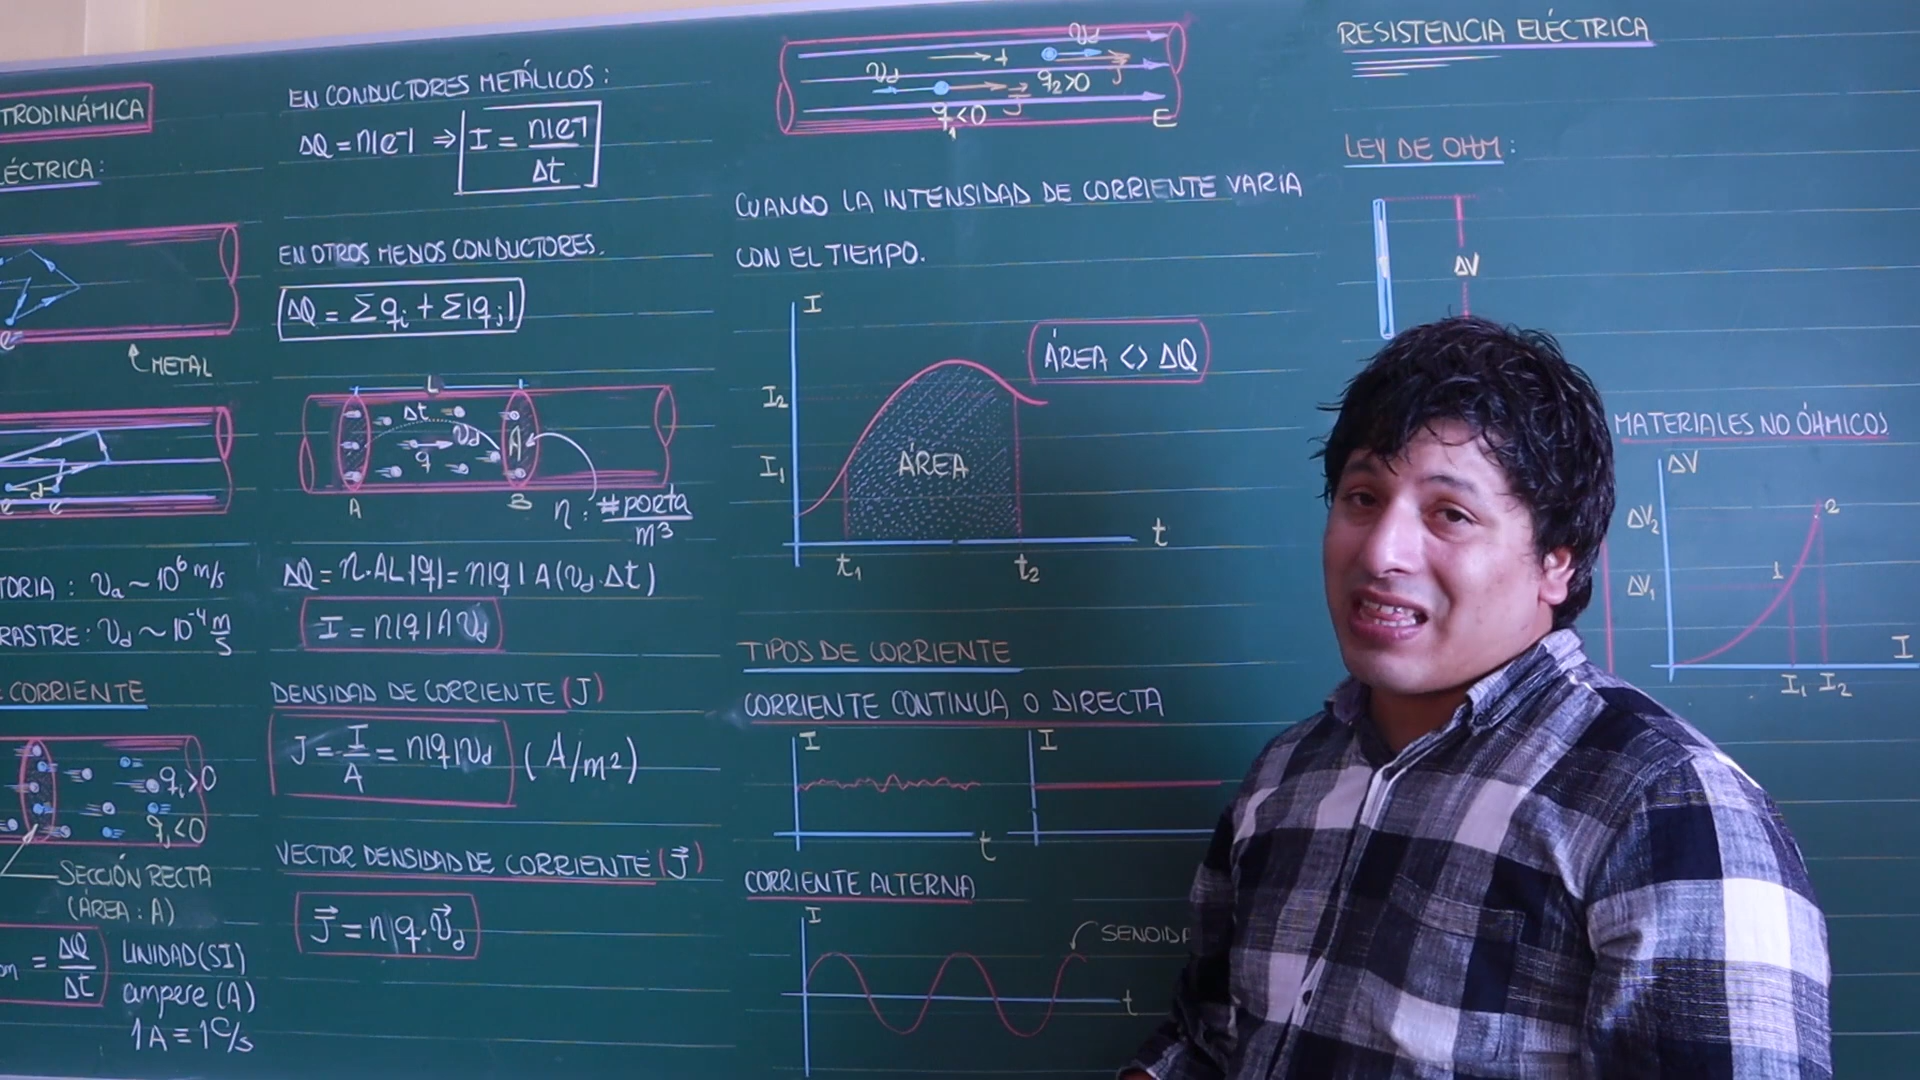 TRODINÁMICA
ÉCTRICA:
e⁻
METAL
d
e⁻ e⁻
TORIA : va ~ 10⁶ m/s
RASTRE: vd ~ 10⁻⁴ m/s
CORRIENTE
qi>0
qj<0
SECCIÓN RECTA
(ÁREA: A)
m = ΔQ/Δt
UNIDAD(SI)
ampere (A)
1A ≡ 1C/s
EN CONDUCTORES METÁLICOS:
ΔQ = n|e⁻| ⇒ I = n|e⁻|/Δt
EN OTROS MEDIOS CONDUCTORES.
ΔQ = Σqi + Σ|qj|
L
Δt
vd
q
A
A B
n: #porta/m³
ΔQ = n·AL|q| = n|q|A(vd·Δt)
I = n|q|A vd
DENSIDAD DE CORRIENTE (J)
J = I/A = n|q|vd (A/m²)
VECTOR DENSIDAD DE CORRIENTE (J⃗)
J⃗ = n q·v⃗d
vd
+
vd
J⃗
q₂>0
J⃗
q₁<0
E
CUANDO LA INTENSIDAD DE CORRIENTE VARÍA
CON EL TIEMPO.
I
I₂
I₁
ÁREA
ÁREA <> ΔQ
t₁ t₂ t
TIPOS DE CORRIENTE
CORRIENTE CONTINUA O DIRECTA
I I
t
CORRIENTE ALTERNA
I
SENOIDA
t
RESISTENCIA ELÉCTRICA
LEY DE OHM:
ΔV
MATERIALES NO ÓHMICOS
ΔV
ΔV₂
ΔV₁
2
1
I
I₁ I₂